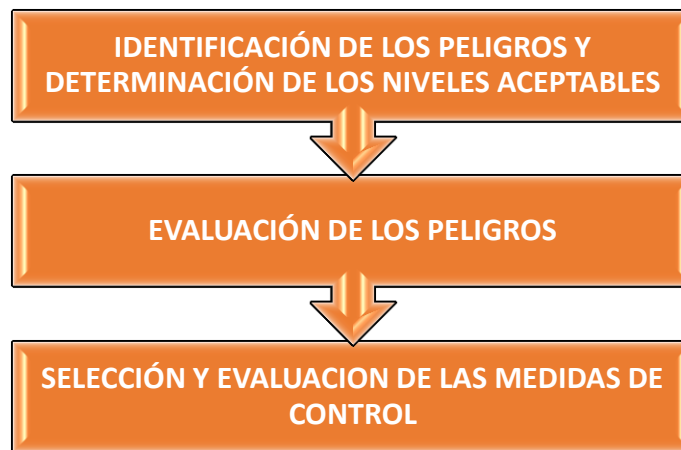 IDENTIFICACIÓN DE LOS PELIGROS Y
DETERMINACIÓN DE LOS NIVELES ACEPTABLES
EVALUACIÓN DE LOS PELIGROS
SELECCIÓN Y EVALUACION DE LAS MEDIDAS DE
CONTROL